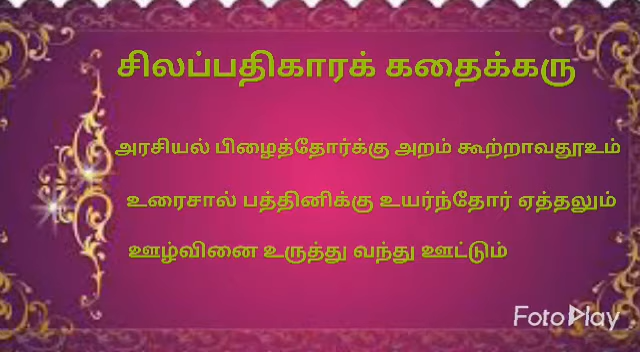 சிலப்பதிகாரக் கதைக்கரு
அரசியல் பிழைத்தோர்க்கு அறம் கூற்றாவதூஉம்
உரைசால் பத்தினிக்கு உயர்ந்தோர் ஏத்தலும்
ஊழ்வினை உருத்து வந்து ஊட்டும்
FotoPlay